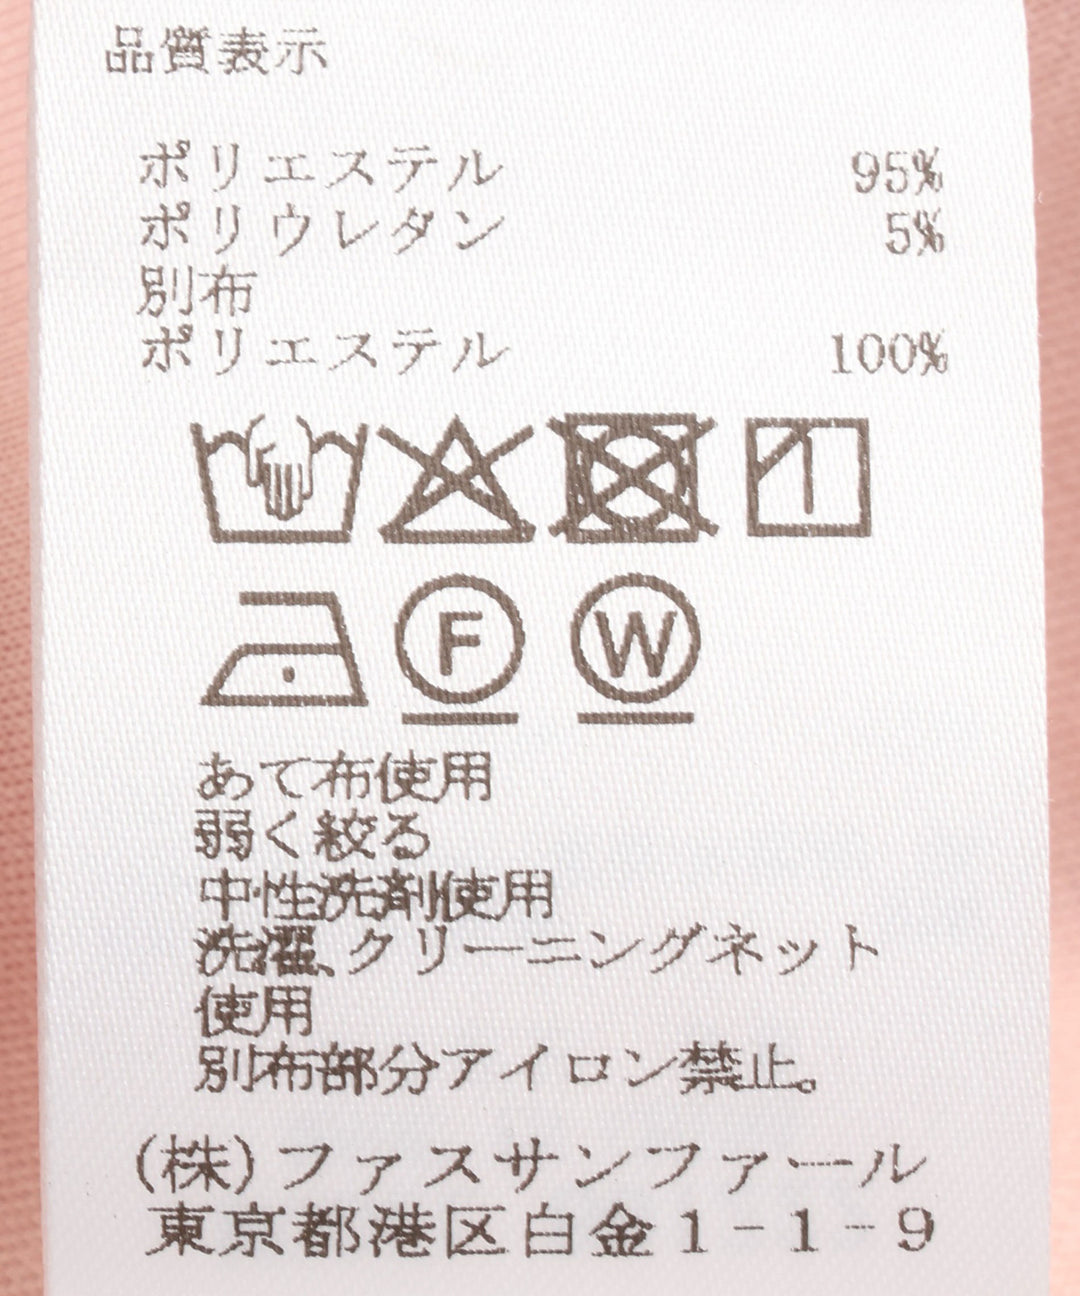 品質表示
ポリエステル 95%
ポリウレタン 5%
別布
ポリエステル 100%
F W
あて布使用
弱く絞る
中性洗剤使用
洗濯、クリーニングネット
使用
別布部分アイロン禁止。
(株)ファスサンファール
東京都港区白金1-1-9